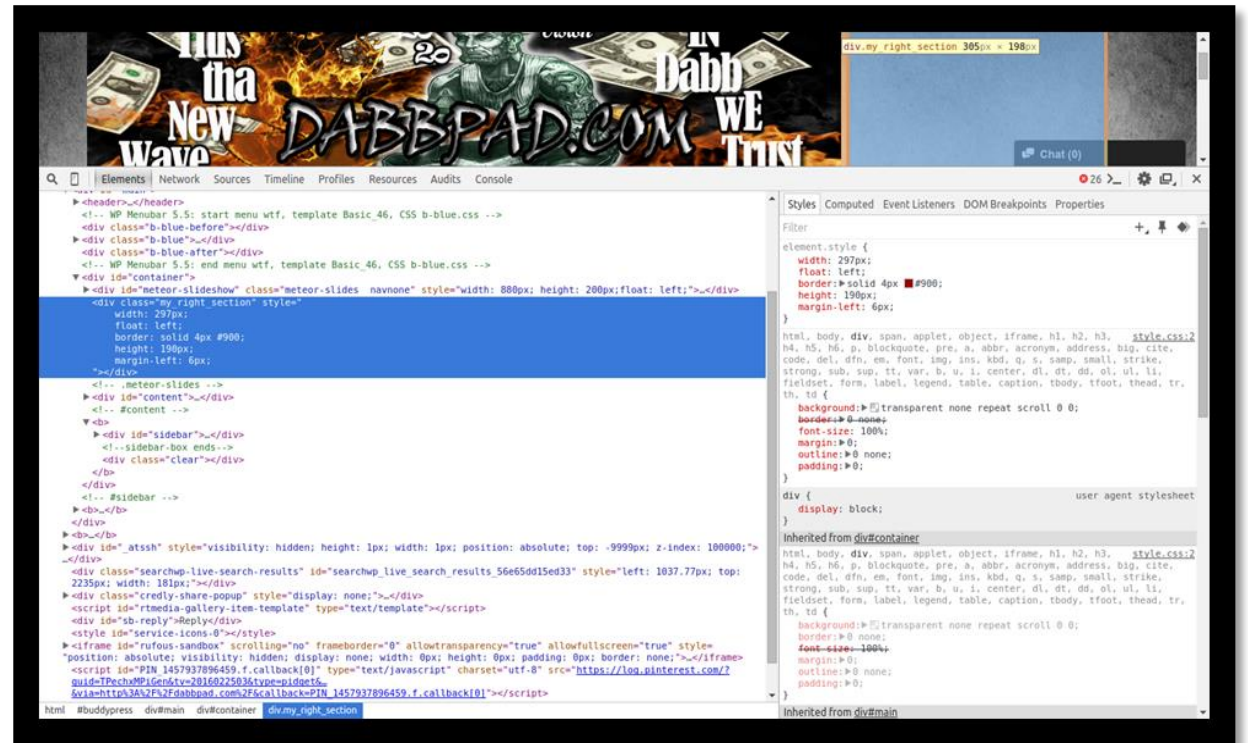 This
tha
New
Wave
20
20
IN
Dabb
WE
Trust
DABBPAD.COM
div.my_right_section 305px × 198px
Chat (0)
Elements Network Sources Timeline Profiles Resources Audits Console
26
<header>…</header>
<!-- WP Menubar 5.5: start menu wtf, template Basic_46, CSS b-blue.css -->
<div class="b-blue-before"></div>
<div class="b-blue">…</div>
<div class="b-blue-after"></div>
<!-- WP Menubar 5.5: end menu wtf, template Basic_46, CSS b-blue.css -->
<div id="container">
<div id="meteor-slideshow" class="meteor-slides navnone" style="width: 880px; height: 200px;float: left;">…</div>
<div class="my_right_section" style="
width: 297px;
float: left;
border: solid 4px #900;
height: 190px;
margin-left: 6px;
"></div>
<!-- .meteor-slides -->
<div id="content">…</div>
<!-- #content -->
<b>
<div id="sidebar">…</div>
<!--sidebar-box ends-->
<div class="clear"></div>
</b>
</div>
<!-- #sidebar -->
<b>…</b>
</div>
<b>…</b>
<div id="_atssh" style="visibility: hidden; height: 1px; width: 1px; position: absolute; top: -9999px; z-index: 100000;">
…</div>
<div class="searchwp-live-search-results" id="searchwp_live_search_results_56e65dd15ed33" style="left: 1037.77px; top:
2235px; width: 181px;"></div>
<div class="credly-share-popup" style="display: none;">…</div>
<script id="rtmedia-gallery-item-template" type="text/template"></script>
<div id="sb-reply">Reply</div>
<style id="service-icons-0"></style>
<iframe id="rufous-sandbox" scrolling="no" frameborder="0" allowtransparency="true" allowfullscreen="true" style=
"position: absolute; visibility: hidden; display: none; width: 0px; height: 0px; padding: 0px; border: none;">…</iframe>
<script id="PIN_1457937896459.f.callback[0]" type="text/javascript" charset="utf-8" src="https://log.pinterest.com/?
guid=TPechxMPiGen&tv=2016022503&type=pidget&…
&via=http%3A%2F%2Fdabbpad.com%2F&callback=PIN_1457937896459.f.callback[0]"></script>
html #buddypress div#main div#container div.my_right_section
Styles Computed Event Listeners DOM Breakpoints Properties
Filter
element.style {
width: 297px;
float: left;
border: solid 4px #900;
height: 190px;
margin-left: 6px;
}
html, body, div, span, applet, object, iframe, h1, h2, h3, style.css:2
h4, h5, h6, p, blockquote, pre, a, abbr, acronym, address, big, cite,
code, del, dfn, em, font, img, ins, kbd, q, s, samp, small, strike,
strong, sub, sup, tt, var, b, u, i, center, dl, dt, dd, ol, ul, li,
fieldset, form, label, legend, table, caption, tbody, tfoot, thead, tr,
th, td {
background: transparent none repeat scroll 0 0;
border: 0 none;
font-size: 100%;
margin: 0;
outline: 0 none;
padding: 0;
}
div { user agent stylesheet
display: block;
}
Inherited from div#container
html, body, div, span, applet, object, iframe, h1, h2, h3, style.css:2
h4, h5, h6, p, blockquote, pre, a, abbr, acronym, address, big, cite,
code, del, dfn, em, font, img, ins, kbd, q, s, samp, small, strike,
strong, sub, sup, tt, var, b, u, i, center, dl, dt, dd, ol, ul, li,
fieldset, form, label, legend, table, caption, tbody, tfoot, thead, tr,
th, td {
background: transparent none repeat scroll 0 0;
border: 0 none;
font-size: 100%;
margin: 0;
outline: 0 none;
padding: 0;
}
Inherited from div#main